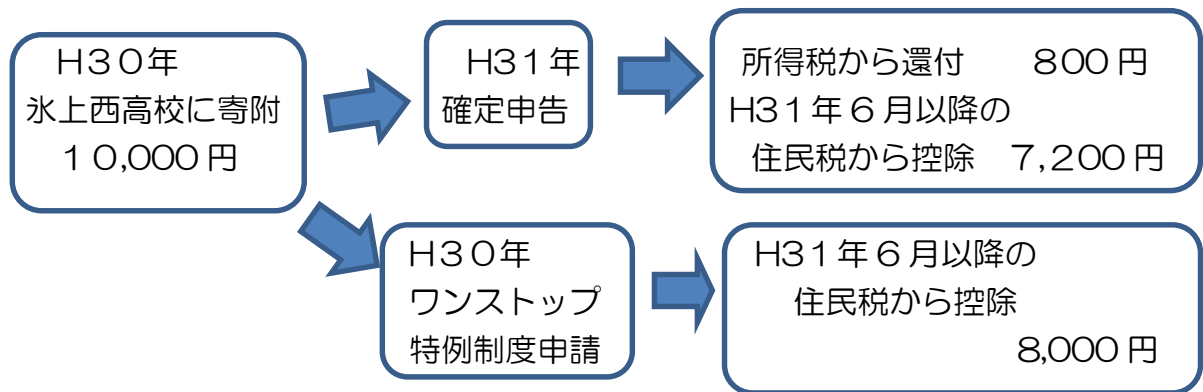 H30年
氷上西高校に寄附
10,000円
H31年
確定申告
所得税から還付 800円
H31年6月以降の
住民税から控除 7,200円
H30年
ワンストップ
特例制度申請
H31年6月以降の
住民税から控除
8,000円